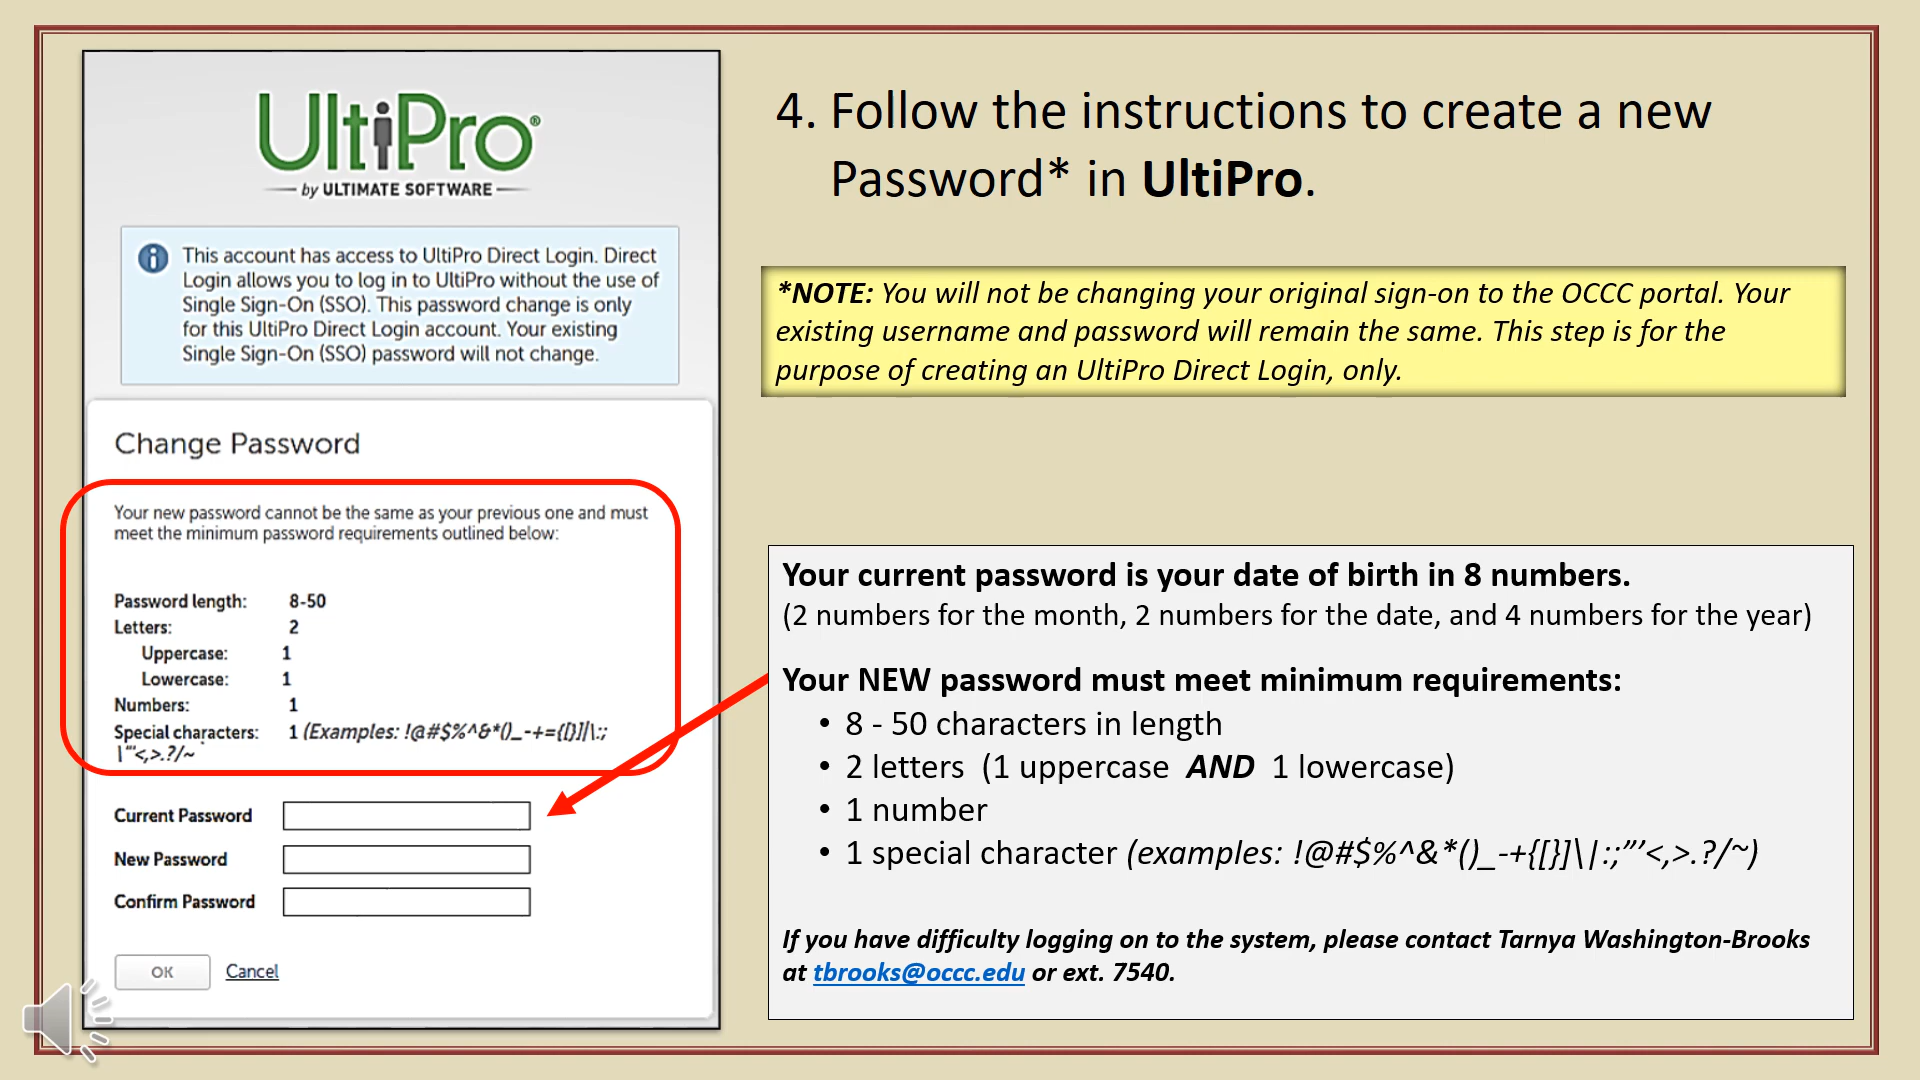 UltiPro®
by ULTIMATE SOFTWARE
This account has access to UltiPro Direct Login. Direct
Login allows you to log in to UltiPro without the use of
Single Sign-On (SSO). This password change is only
for this UltiPro Direct Login account. Your existing
Single Sign-On (SSO) password will not change.
Change Password
Your new password cannot be the same as your previous one and must
meet the minimum password requirements outlined below:
Password length: 8-50
Letters: 2
Uppercase: 1
Lowercase: 1
Numbers: 1
Special characters: 1 (Examples: !@#$%^&*()_-+={[}]|\:;
\"'<,>.?/~`
Current Password
New Password
Confirm Password
OK Cancel
4. Follow the instructions to create a new
Password* in UltiPro.
*NOTE: You will not be changing your original sign-on to the OCCC portal. Your
existing username and password will remain the same. This step is for the
purpose of creating an UltiPro Direct Login, only.
Your current password is your date of birth in 8 numbers.
(2 numbers for the month, 2 numbers for the date, and 4 numbers for the year)
Your NEW password must meet minimum requirements:
• 8 - 50 characters in length
• 2 letters (1 uppercase AND 1 lowercase)
• 1 number
• 1 special character (examples: !@#$%^&*()_-+{[}]\|:;”’<,>.?/~)
If you have difficulty logging on to the system, please contact Tarnya Washington-Brooks
at tbrooks@occc.edu or ext. 7540.